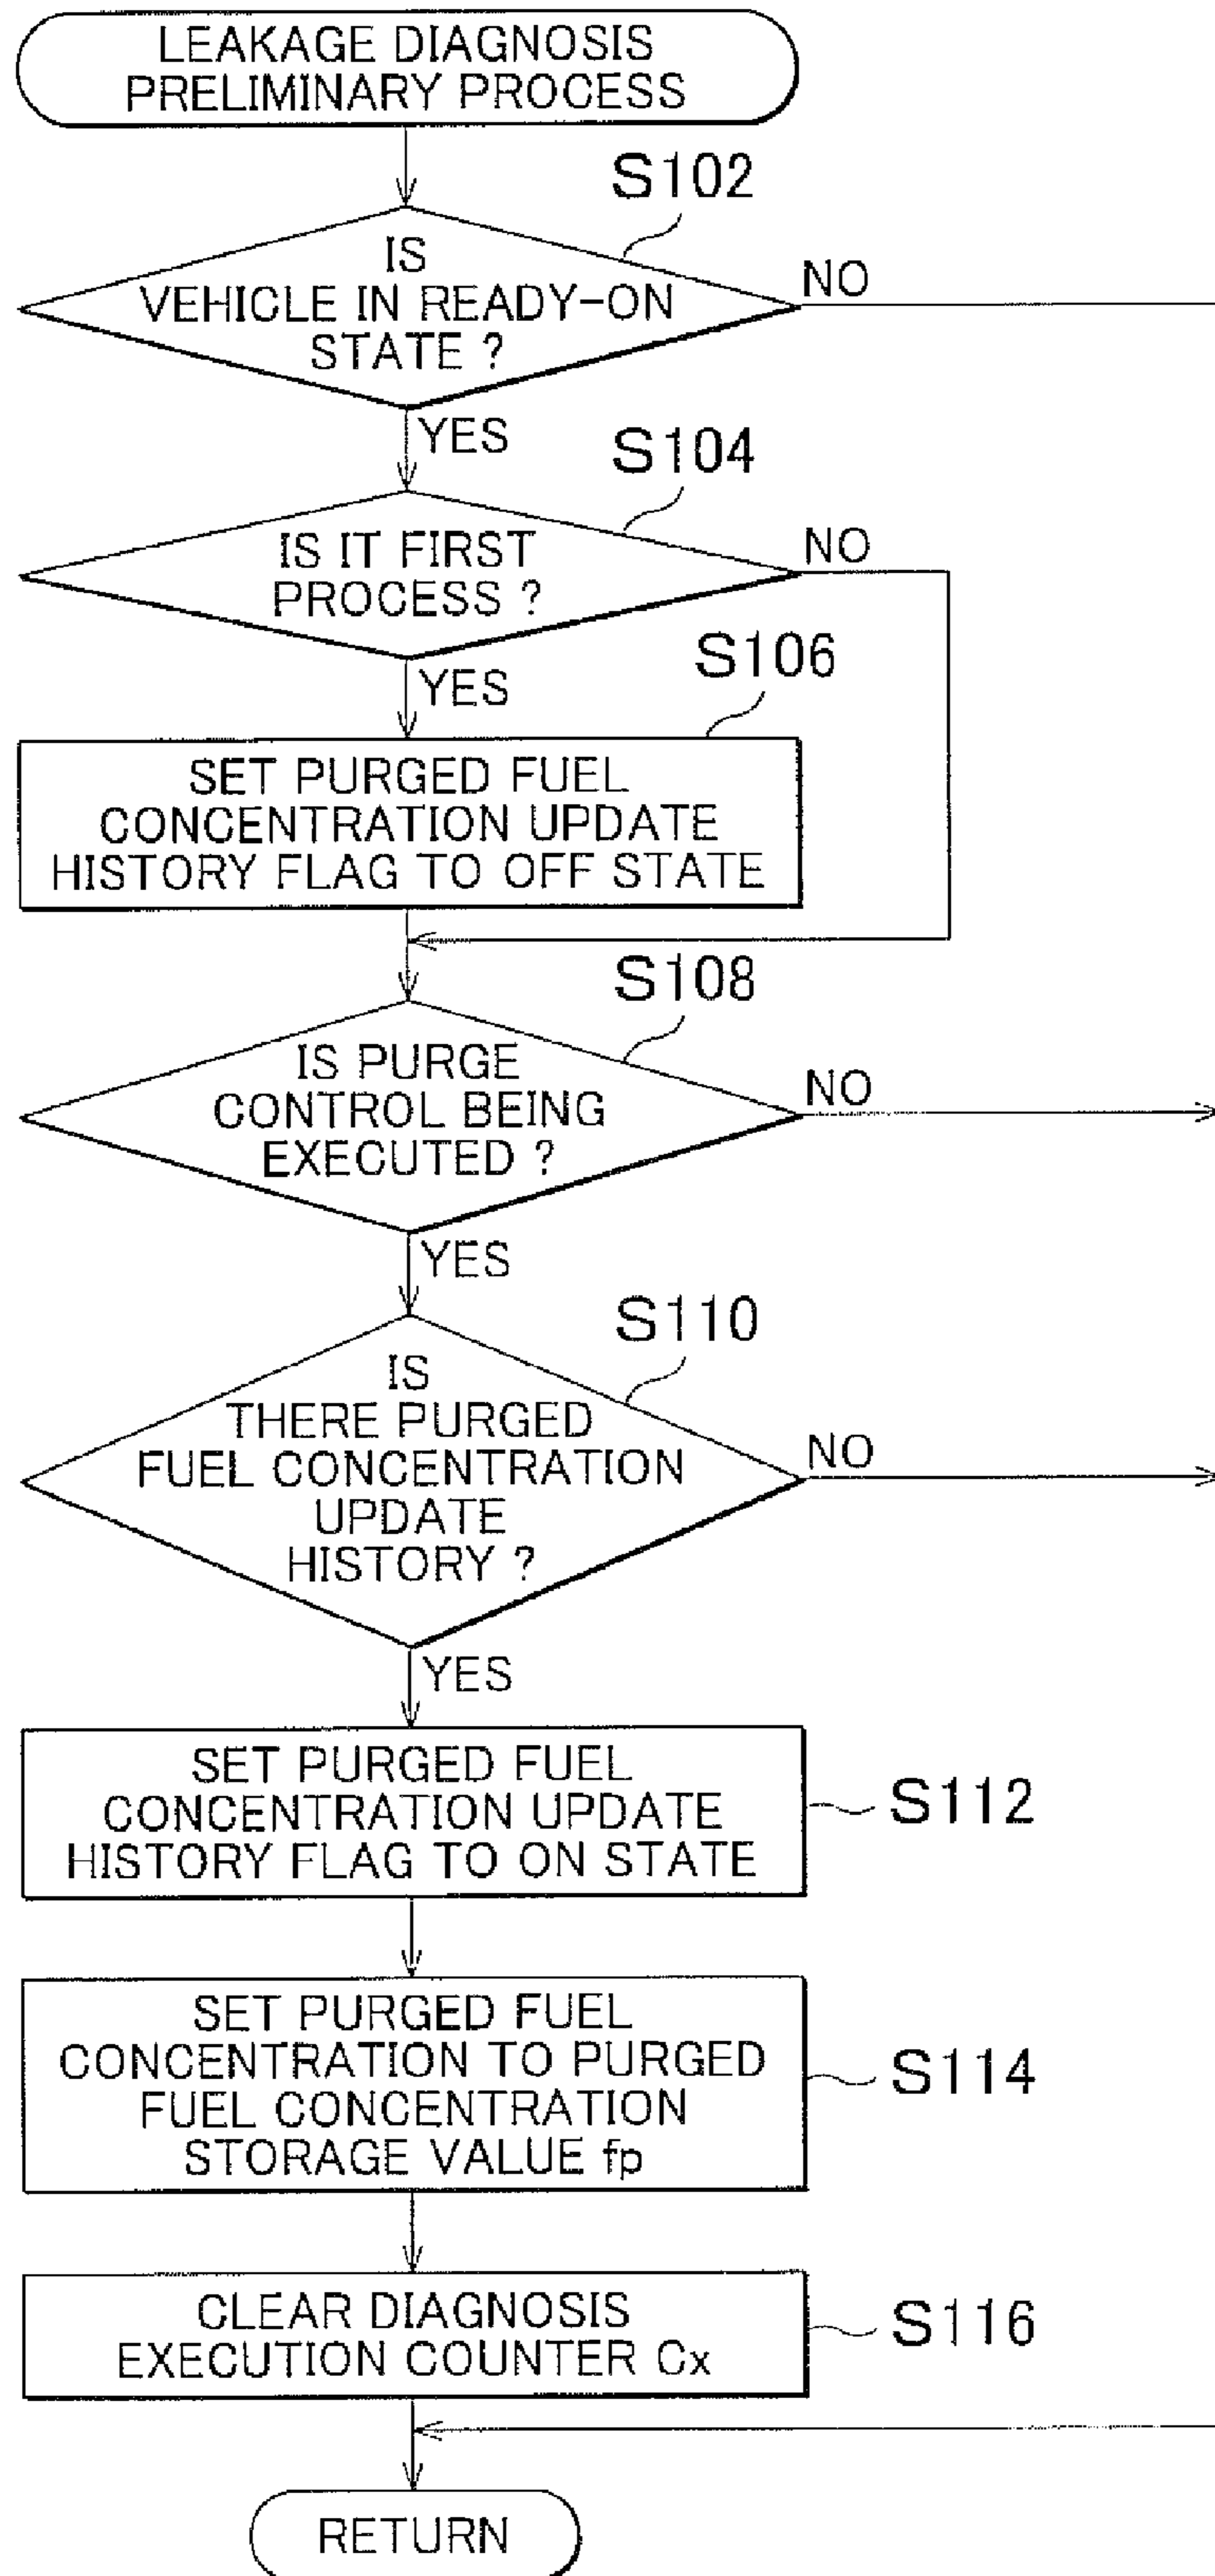 LEAKAGE DIAGNOSIS
PRELIMINARY PROCESS
S102
IS
VEHICLE IN READY-ON
STATE ?
NO
YES
S104
IS IT FIRST
PROCESS ?
NO
YES
S106
SET PURGED FUEL
CONCENTRATION UPDATE
HISTORY FLAG TO OFF STATE
S108
IS PURGE
CONTROL BEING
EXECUTED ?
NO
YES
S110
IS
THERE PURGED
FUEL CONCENTRATION
UPDATE
HISTORY ?
NO
YES
SET PURGED FUEL
CONCENTRATION UPDATE
HISTORY FLAG TO ON STATE
S112
SET PURGED FUEL
CONCENTRATION TO PURGED
FUEL CONCENTRATION
STORAGE VALUE fp
S114
CLEAR DIAGNOSIS
EXECUTION COUNTER Cx
S116
RETURN